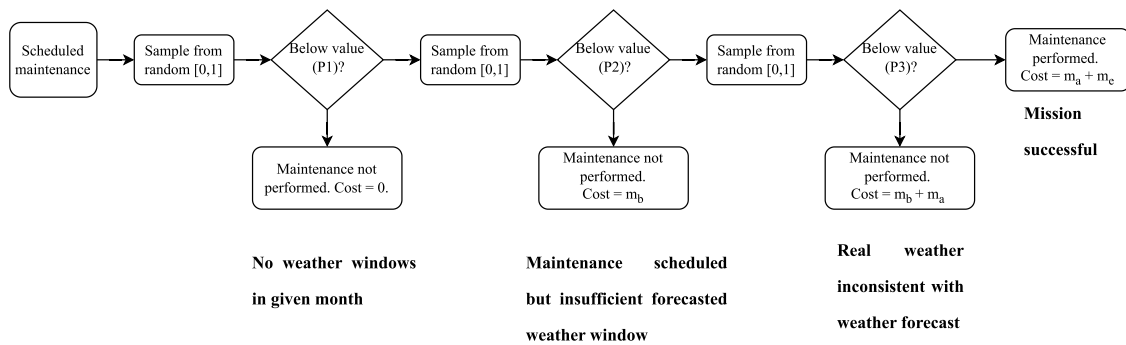 Scheduled
maintenance
Sample from
random [0,1]
Below value
(P1)?
Sample from
random [0,1]
Below value
(P2)?
Sample from
random [0,1]
Below value
(P3)?
Maintenance
performed.
Cost = mₐ + mₑ
Mission
successful
Maintenance not
performed. Cost = 0.
Maintenance not
performed.
Cost = m_b
Maintenance not
performed.
Cost = m_b + mₐ
No weather windows
in given month
Maintenance scheduled
but insufficient forecasted
weather window
Real weather
inconsistent with
weather forecast